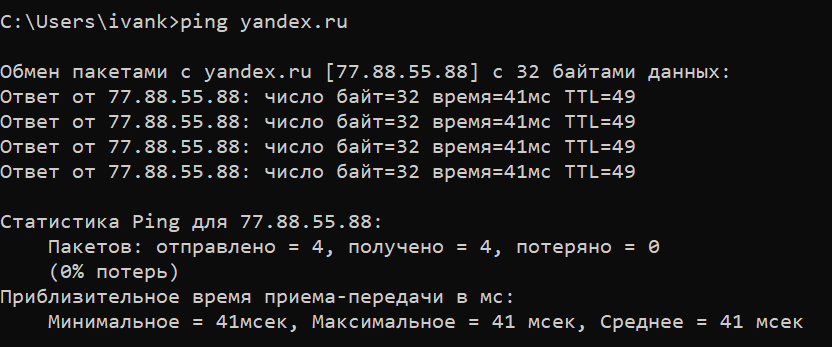 C:\Users\ivank>ping yandex.ru
Обмен пакетами с yandex.ru [77.88.55.88] с 32 байтами данных:
Ответ от 77.88.55.88: число байт=32 время=41мс TTL=49
Ответ от 77.88.55.88: число байт=32 время=41мс TTL=49
Ответ от 77.88.55.88: число байт=32 время=41мс TTL=49
Ответ от 77.88.55.88: число байт=32 время=41мс TTL=49
Статистика Ping для 77.88.55.88:
Пакетов: отправлено = 4, получено = 4, потеряно = 0
(0% потерь)
Приблизительное время приема-передачи в мс:
Минимальное = 41мсек, Максимальное = 41 мсек, Среднее = 41 мсек